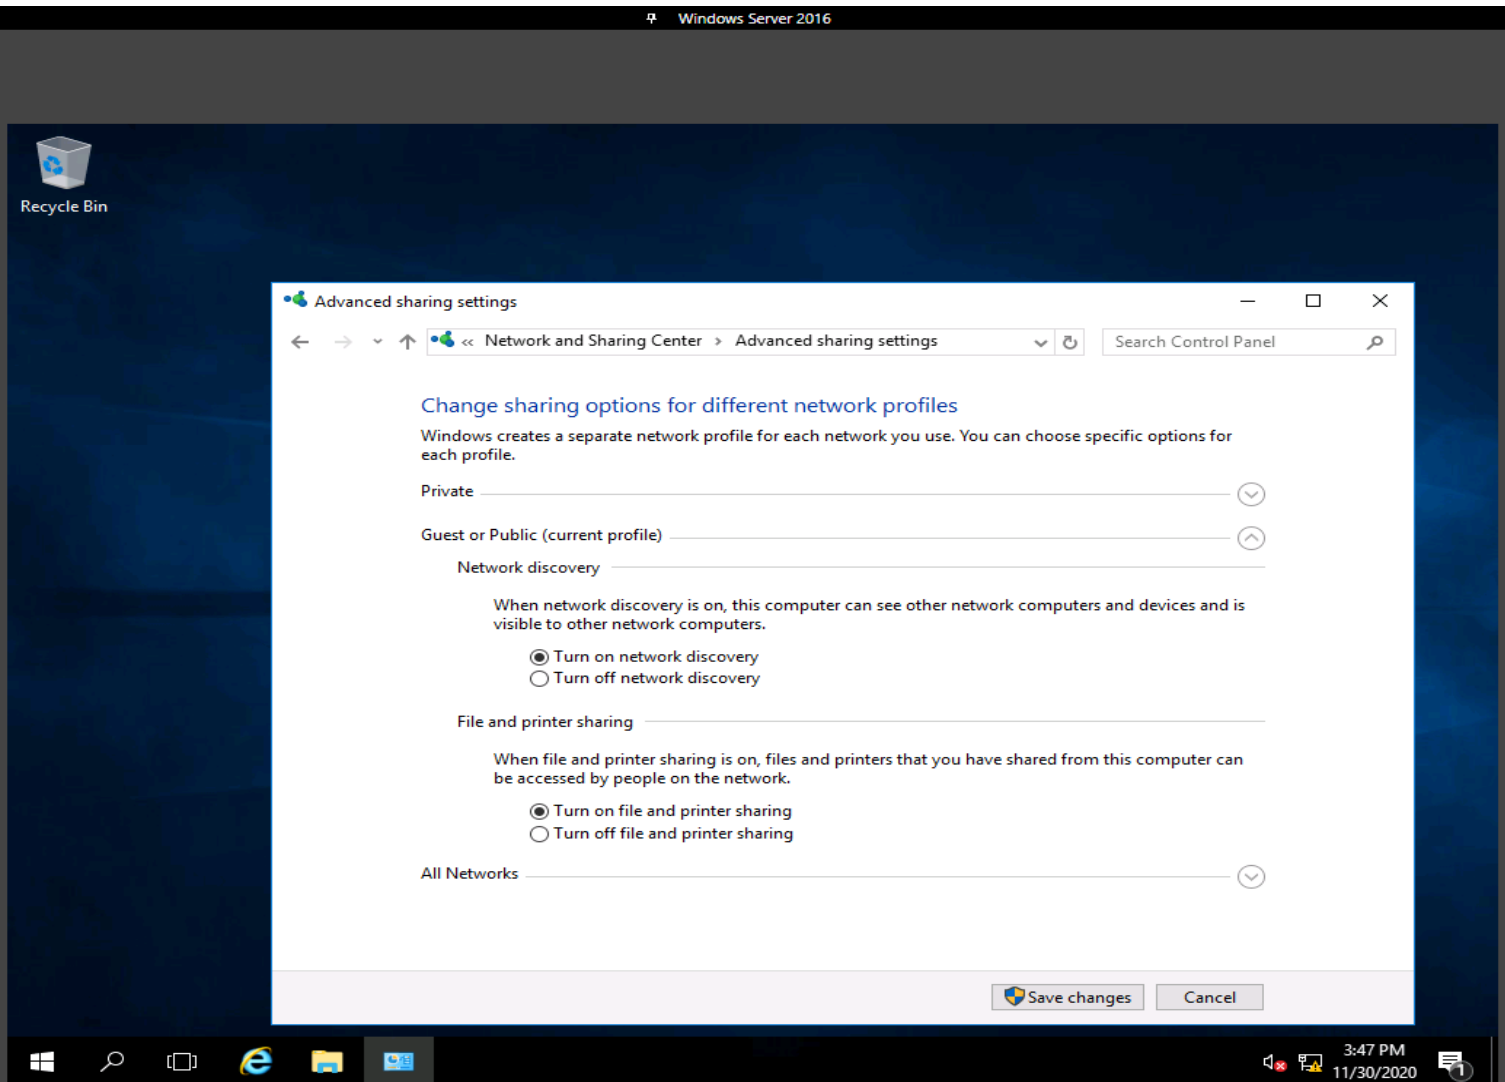 Windows Server 2016
Recycle Bin
Advanced sharing settings
« Network and Sharing Center › Advanced sharing settings
Search Control Panel
Change sharing options for different network profiles
Windows creates a separate network profile for each network you use. You can choose specific options for
each profile.
Private
Guest or Public (current profile)
Network discovery
When network discovery is on, this computer can see other network computers and devices and is
visible to other network computers.
Turn on network discovery
Turn off network discovery
File and printer sharing
When file and printer sharing is on, files and printers that you have shared from this computer can
be accessed by people on the network.
Turn on file and printer sharing
Turn off file and printer sharing
All Networks
Save changes
Cancel
3:47 PM
11/30/2020
1